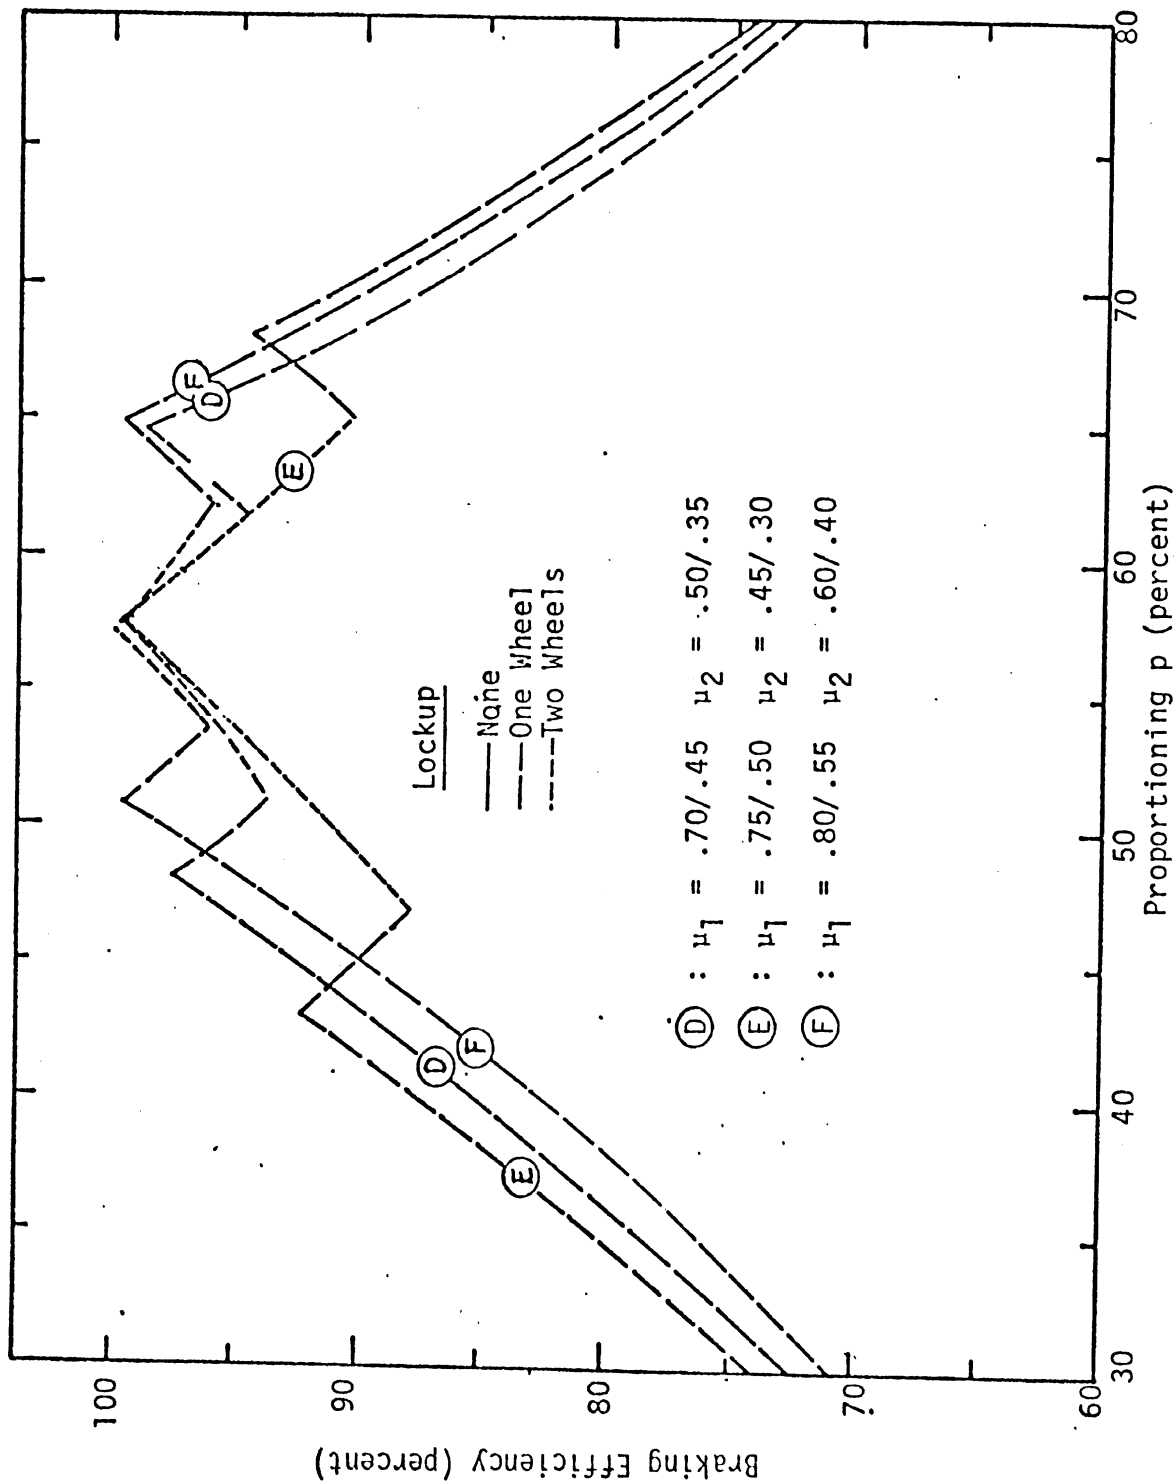 Braking Efficiency (percent)
100
90
80
70
60
30
40
50
60
70
80
Proportioning p (percent)
Lockup
None
One Wheel
Two Wheels
D : μ1 = .70/.45 μ2 = .50/.35
E : μ1 = .75/.50 μ2 = .45/.30
F : μ1 = .80/.55 μ2 = .60/.40
E
D
F
F
D
E